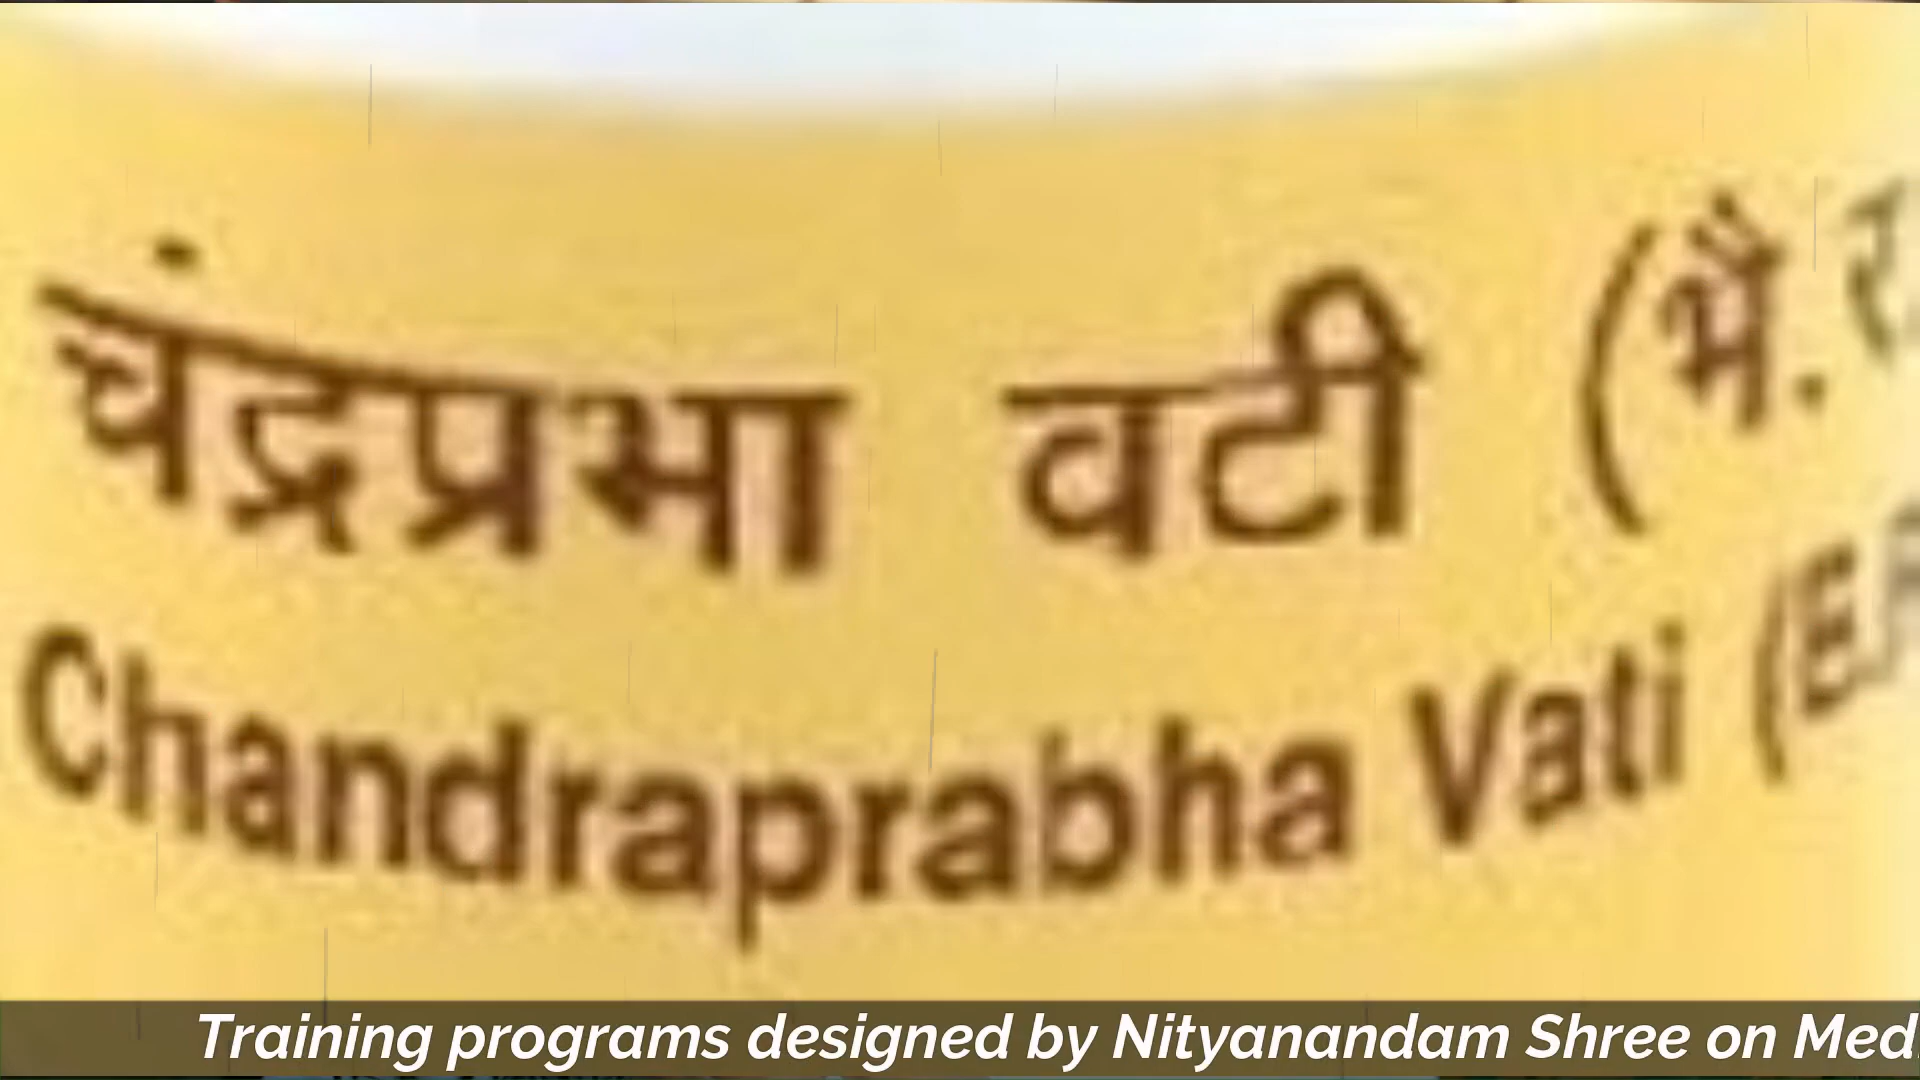 चंद्रप्रभा वटी (भै.
Chandraprabha Vati
Training programs designed by Nityanandam Shree on